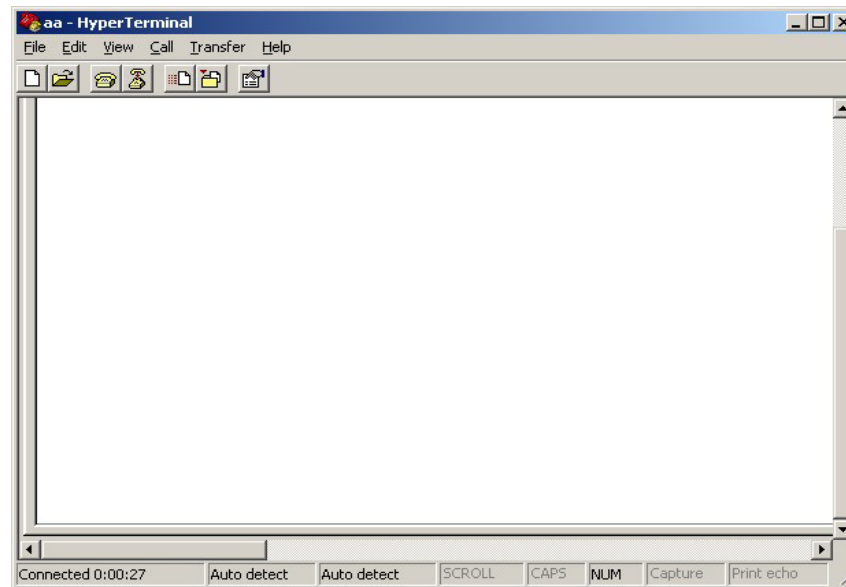 aa - HyperTerminal
File Edit View Call Transfer Help
Connected 0:00:27 Auto detect Auto detect SCROLL CAPS NUM Capture Print echo